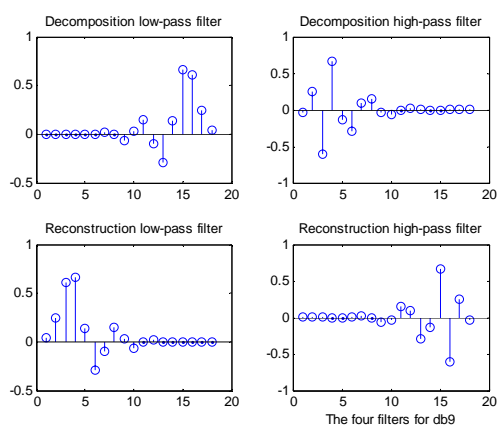 Decomposition low-pass filter
1
0.5
0
-0.5
0 5 10 15 20
Decomposition high-pass filter
1
0.5
0
-0.5
-1
0 5 10 15 20
Reconstruction low-pass filter
1
0.5
0
-0.5
0 5 10 15 20
Reconstruction high-pass filter
1
0.5
0
-0.5
-1
0 5 10 15 20
The four filters for db9